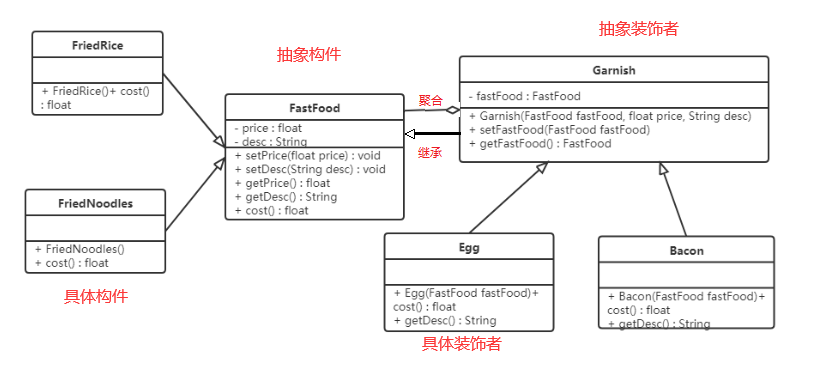 FriedRice
+ FriedRice()+ cost()
: float
抽象构件
抽象装饰者
FastFood
- price : float
- desc : String
+ setPrice(float price) : void
+ setDesc(String desc) : void
+ getPrice() : float
+ getDesc() : String
+ cost() : float
聚合
继承
Garnish
- fastFood : FastFood
+ Garnish(FastFood fastFood, float price, String desc)
+ setFastFood(FastFood fastFood)
+ getFastFood() : FastFood
FriedNoodles
+ FriedNoodles()
+ cost() : float
具体构件
Egg
+ Egg(FastFood fastFood)+
cost() : float
+ getDesc() : String
具体装饰者
Bacon
+ Bacon(FastFood fastFood)+
cost() : float
+ getDesc() : String